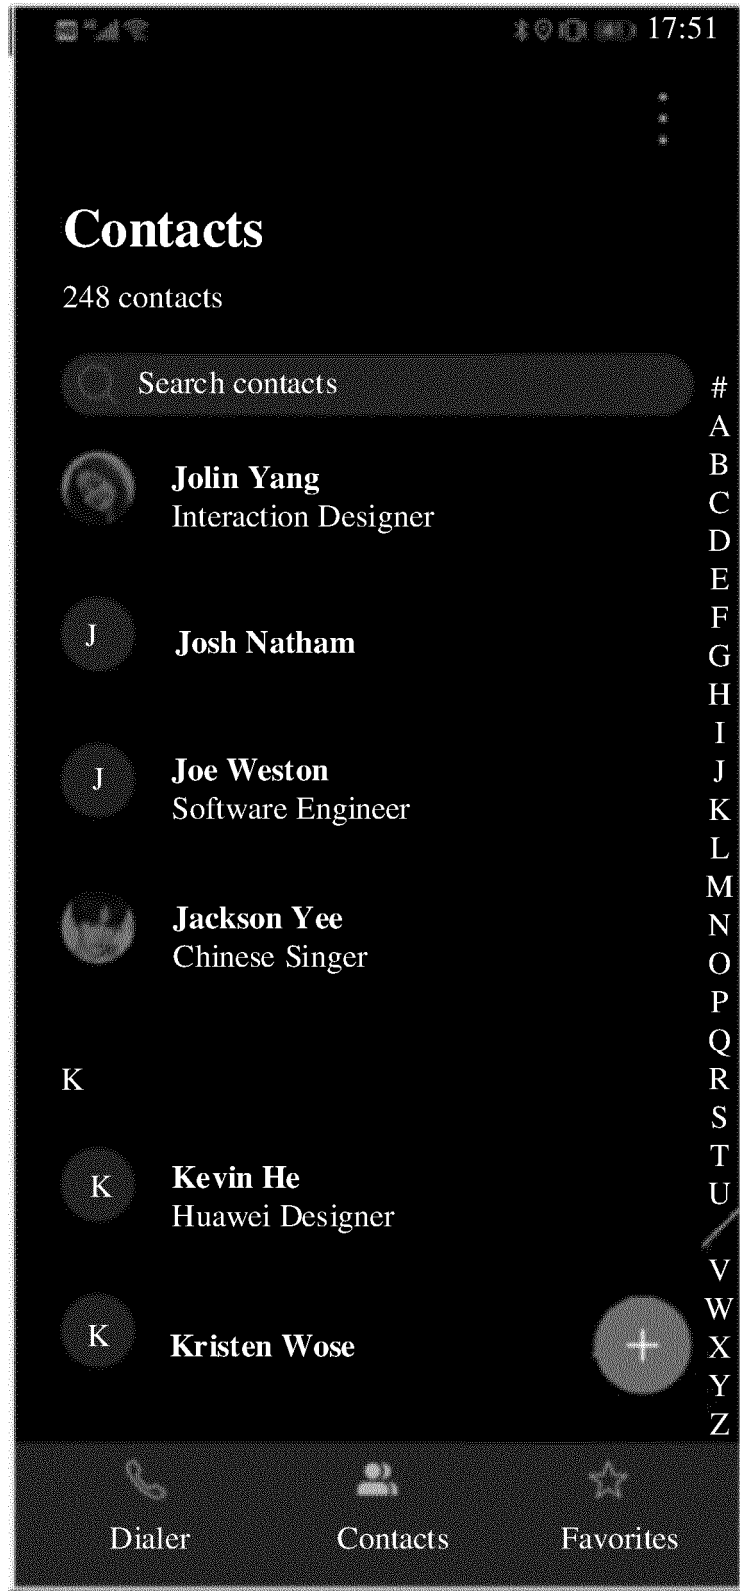 17:51
Contacts
248 contacts
Search contacts
Jolin Yang
Interaction Designer
J
Josh Natham
J
Joe Weston
Software Engineer
Jackson Yee
Chinese Singer
K
K
Kevin He
Huawei Designer
K
Kristen Wose
#
A
B
C
D
E
F
G
H
I
J
K
L
M
N
O
P
Q
R
S
T
U
V
W
X
Y
Z
Dialer
Contacts
Favorites